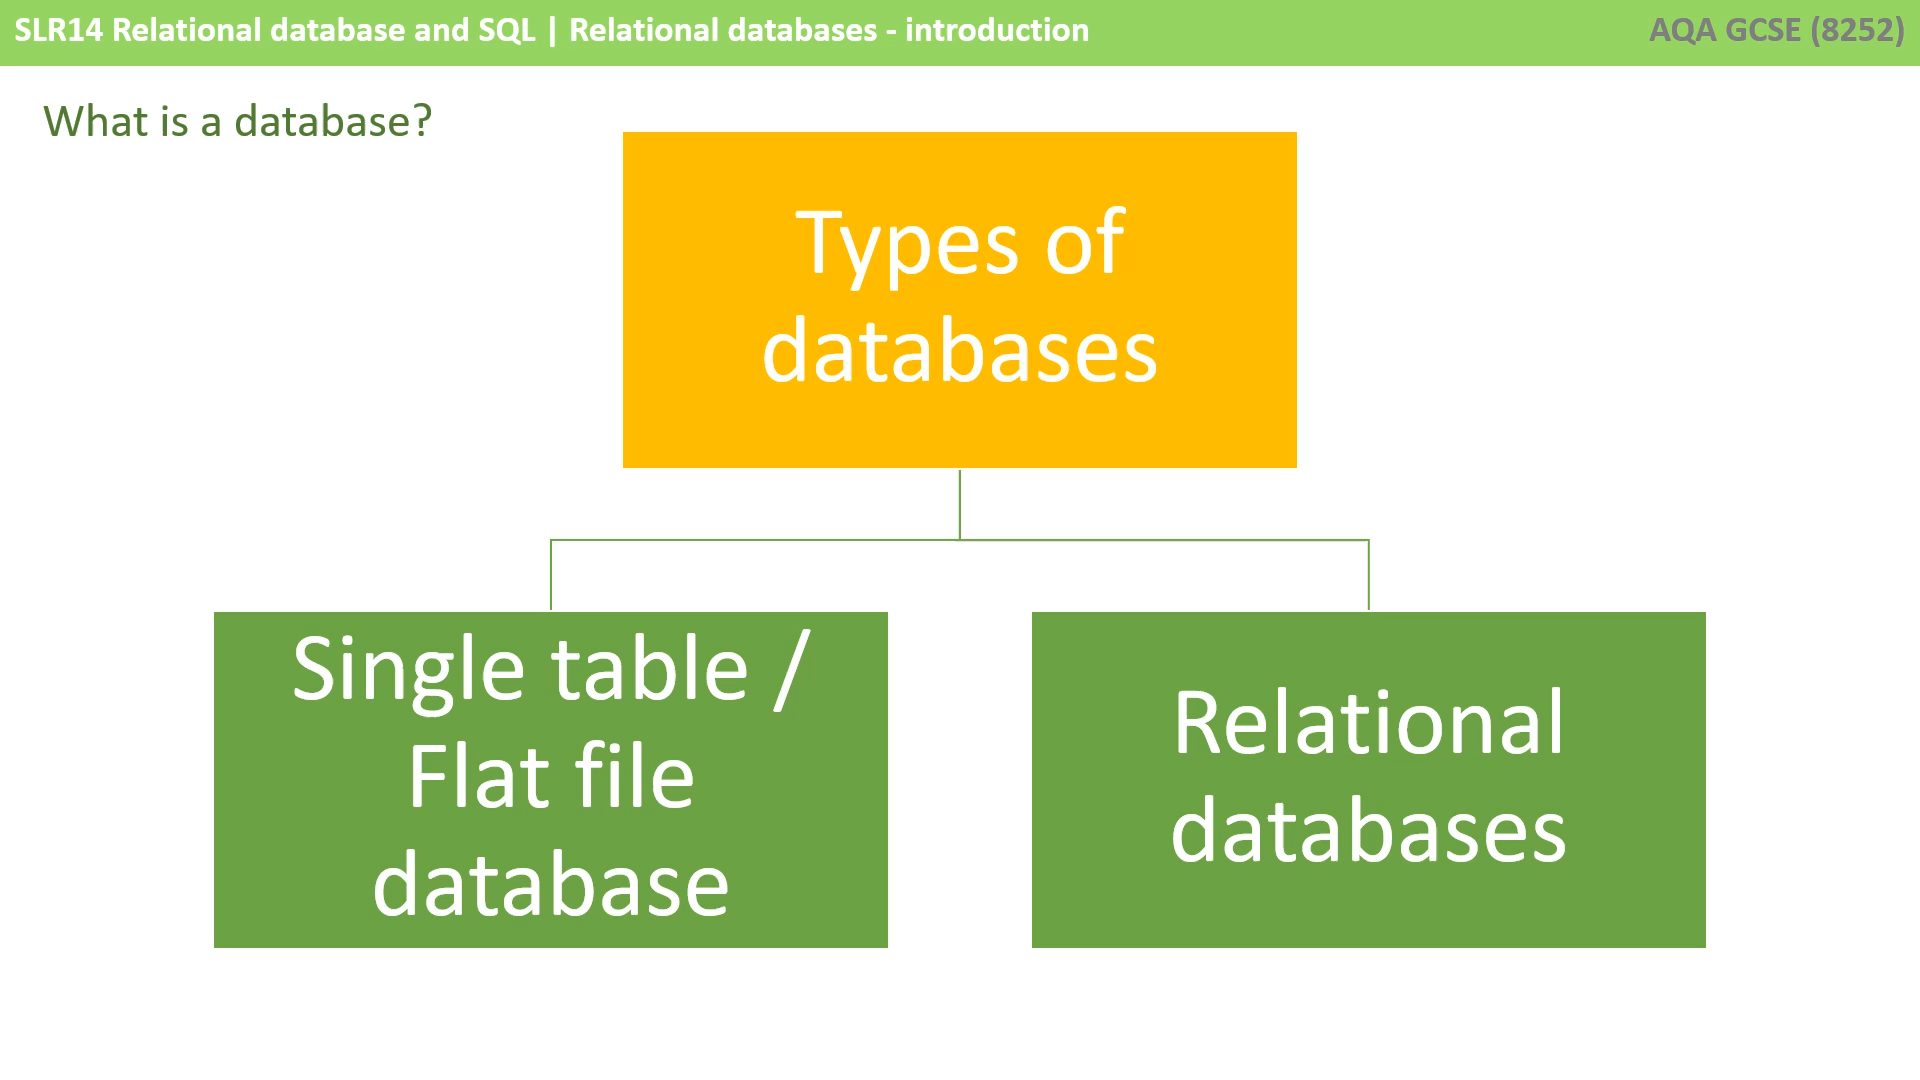 SLR14 Relational database and SQL | Relational databases - introduction
AQA GCSE (8252)
What is a database?
Types of
databases
Single table /
Flat file
database
Relational
databases